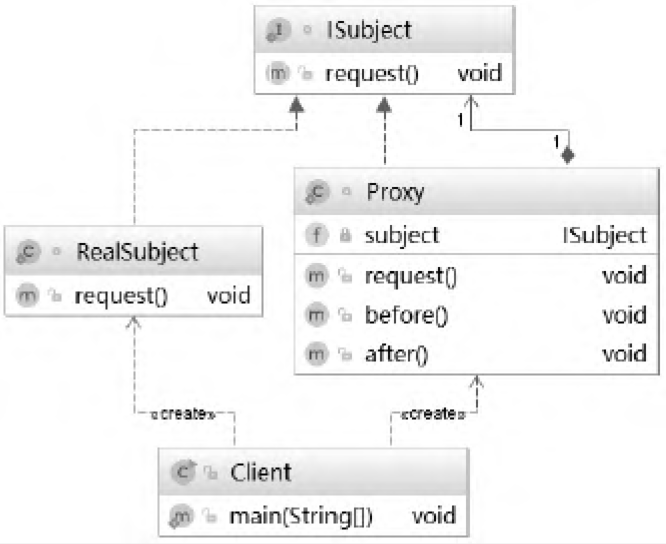 I ISubject
m request() void
1
1
C Proxy
f subject ISubject
m request() void
m before() void
m after() void
C RealSubject
m request() void
«create»
«create»
C Client
m main(String[]) void